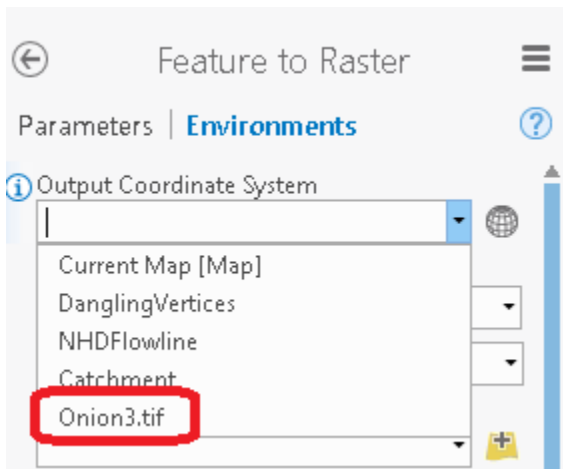 Feature to Raster
Parameters | Environments
?
i Output Coordinate System
Current Map [Map]
DanglingVertices
NHDFlowline
Catchment
Onion3.tif